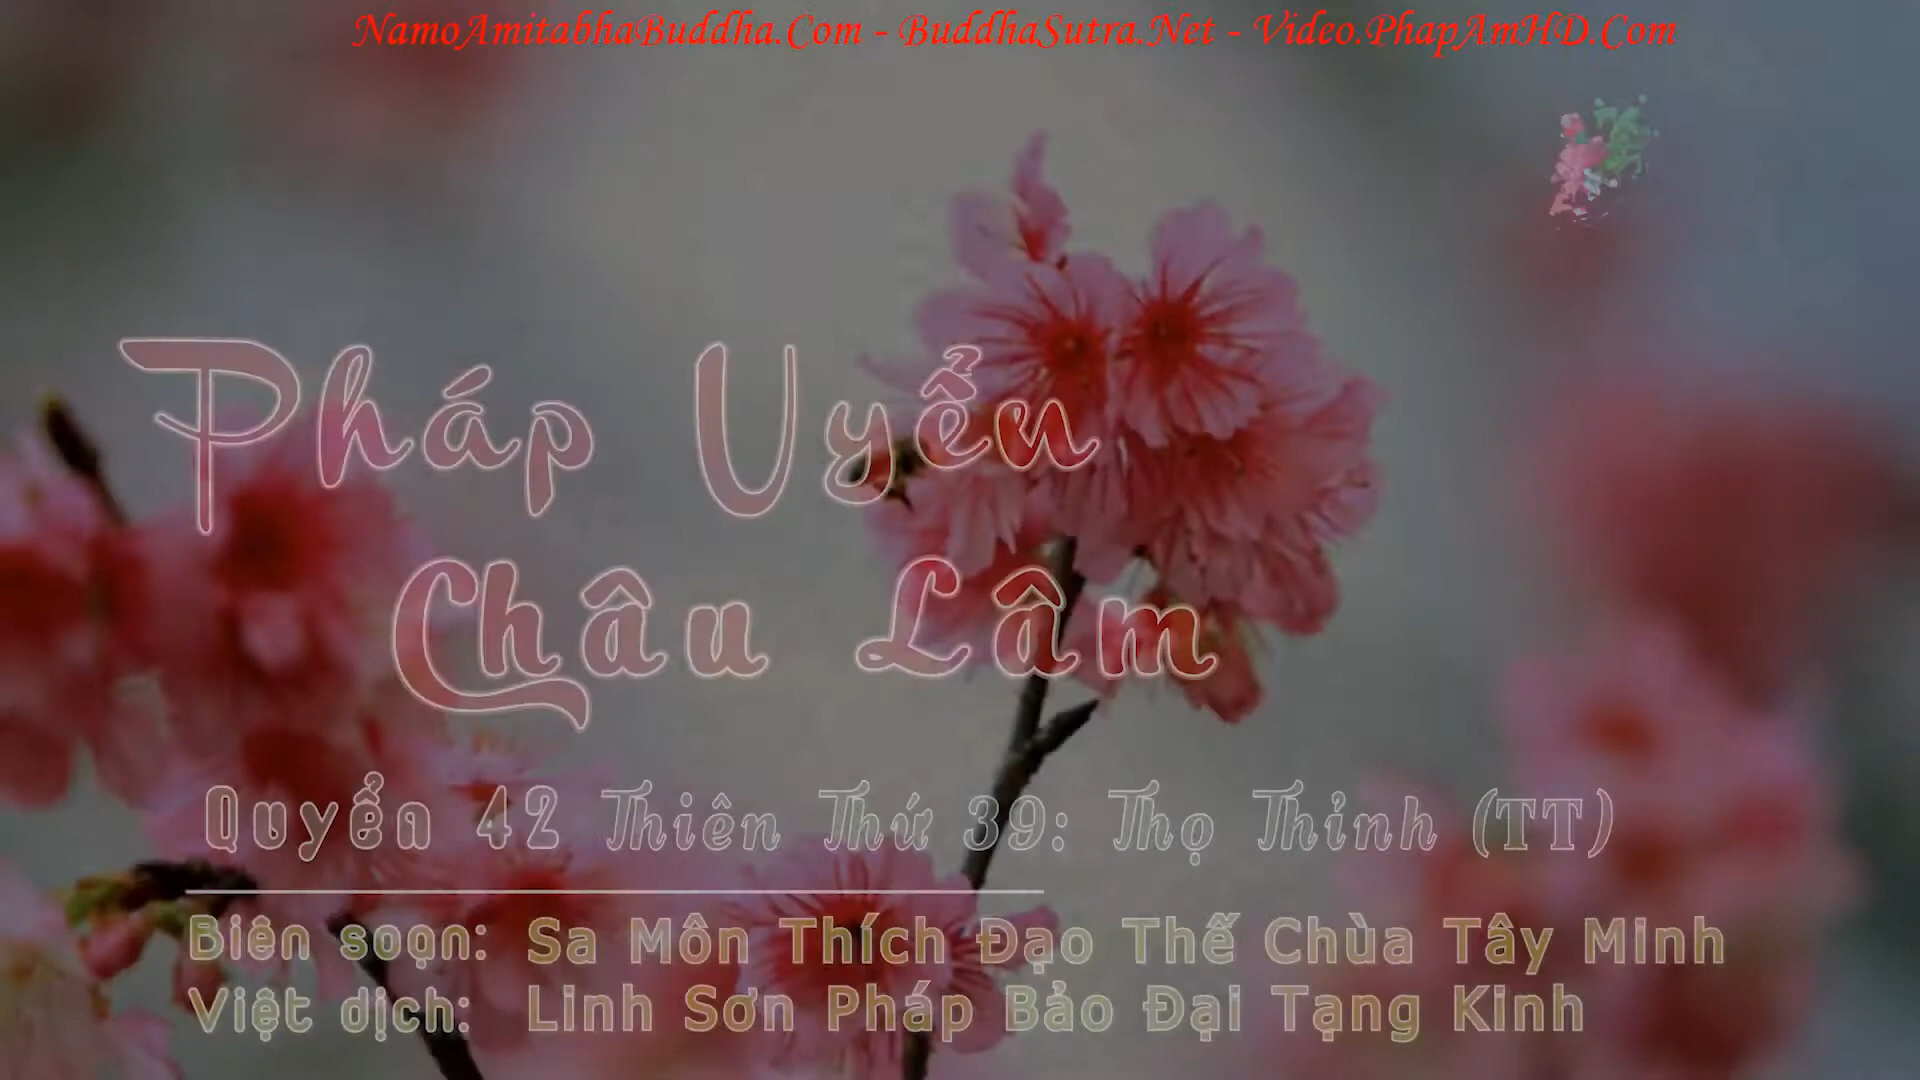 NamoAmitabhaBuddha.Com - BuddhaSutra.Net - Video.PhapAmHD.Com
Pháp Uyển
Châu Lâm
Quyển 42 Thiên Thứ 39: Thọ Thỉnh (TT)
Biên soạn: Sa Môn Thích Đạo Thế Chùa Tây Minh
Việt dịch: Linh Sơn Pháp Bảo Đại Tạng Kinh